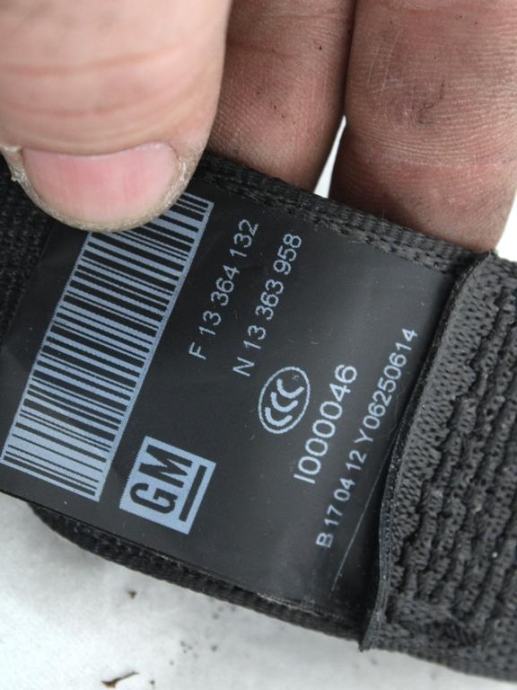 F 13 364 132
N 13 363 958
GM
CCC
I000046
B 17 04 12 Y06250614